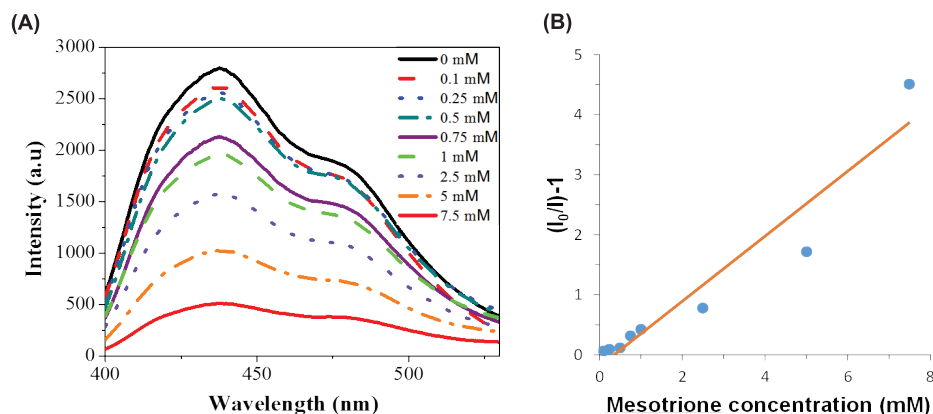 (A)
Intensity (a.u)
3000
2500
2000
1500
1000
500
0
400
450
500
Wavelength (nm)
0 mM
0.1 mM
0.25 mM
0.5 mM
0.75 mM
1 mM
2.5 mM
5 mM
7.5 mM
(B)
(I₀/I)-1
5
4
3
2
1
0
0
2
4
6
8
Mesotrione concentration (mM)